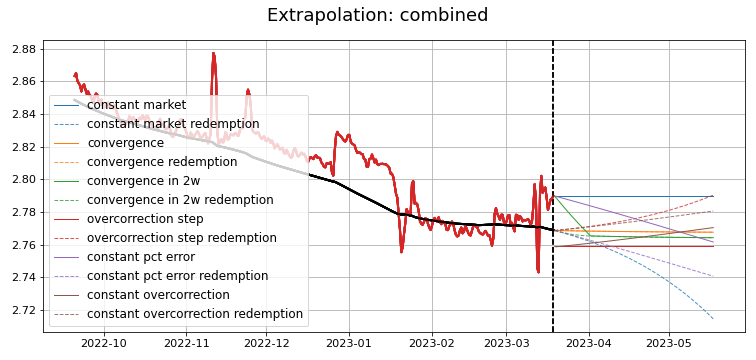 Extrapolation: combined
2.88
2.86
2.84
2.82
2.80
2.78
2.76
2.74
2.72
constant market
constant market redemption
convergence
convergence redemption
convergence in 2w
convergence in 2w redemption
overcorrection step
overcorrection step redemption
constant pct error
constant pct error redemption
constant overcorrection
constant overcorrection redemption
2022-10
2022-11
2022-12
2023-01
2023-02
2023-03
2023-04
2023-05